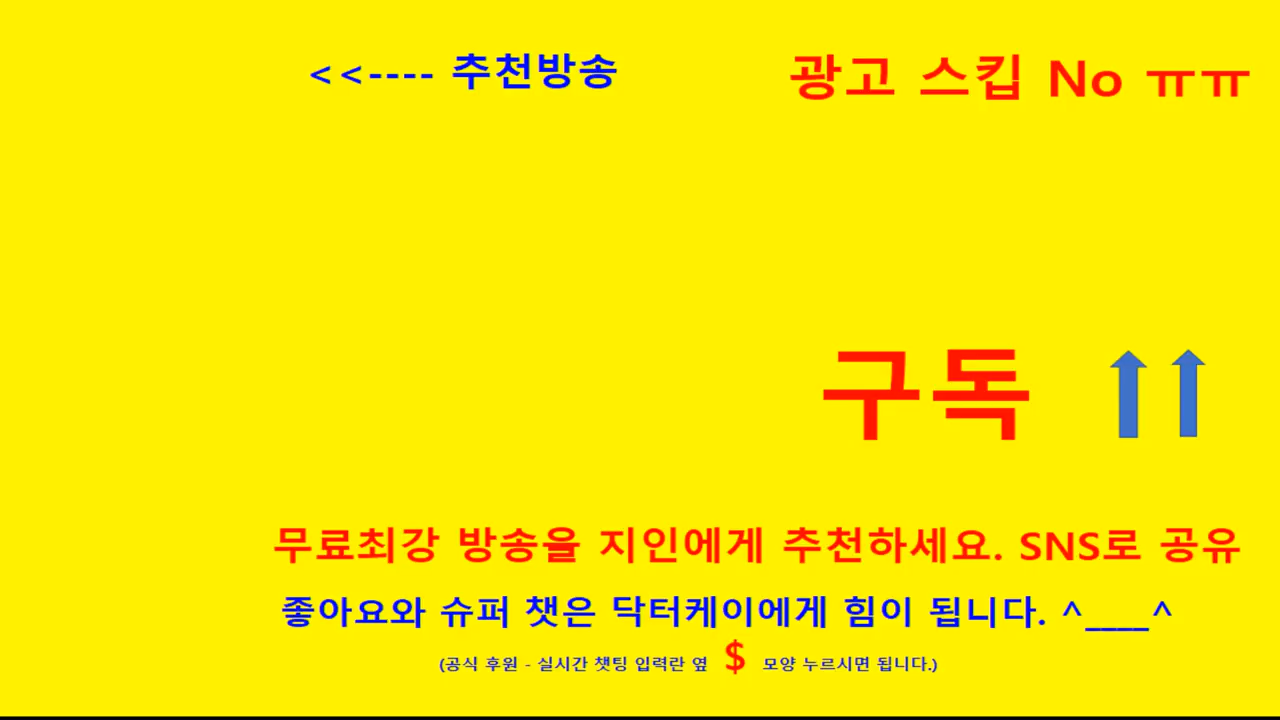 <<---- 추천방송
광고 스킵 No ㅠㅠ
구독
무료최강 방송을 지인에게 추천하세요. SNS로 공유
좋아요와 슈퍼 챗은 닥터케이에게 힘이 됩니다. ^____^
(공식 후원 - 실시간 챗팅 입력란 옆 $ 모양 누르시면 됩니다.)